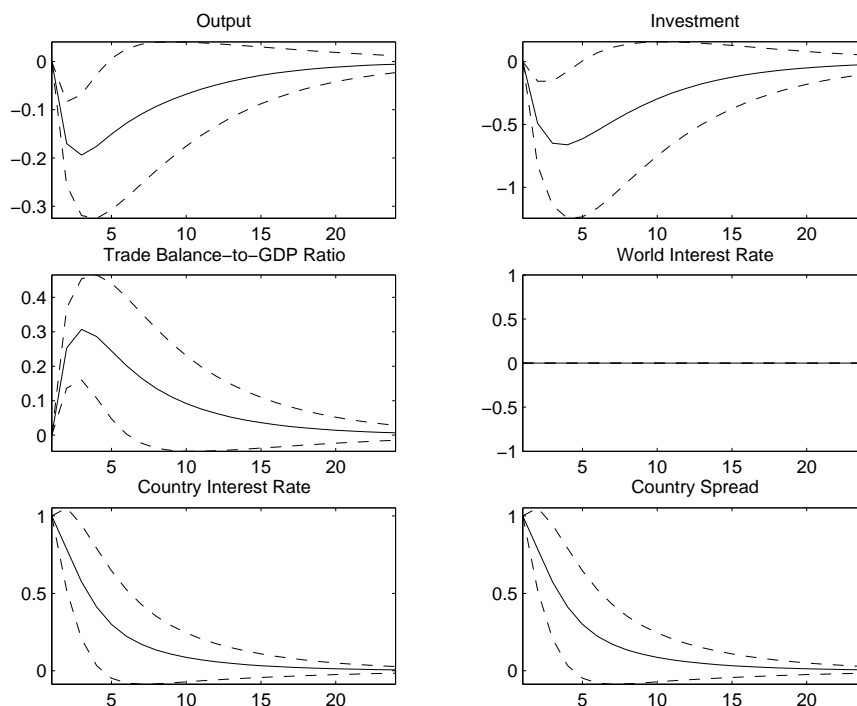 Output
0
−0.1
−0.2
−0.3
5 10 15 20
Investment
0
−0.5
−1
5 10 15 20
Trade Balance−to−GDP Ratio
0.4
0.3
0.2
0.1
0
5 10 15 20
World Interest Rate
1
0.5
0
−0.5
−1
5 10 15 20
Country Interest Rate
1
0.5
0
5 10 15 20
Country Spread
1
0.5
0
5 10 15 20